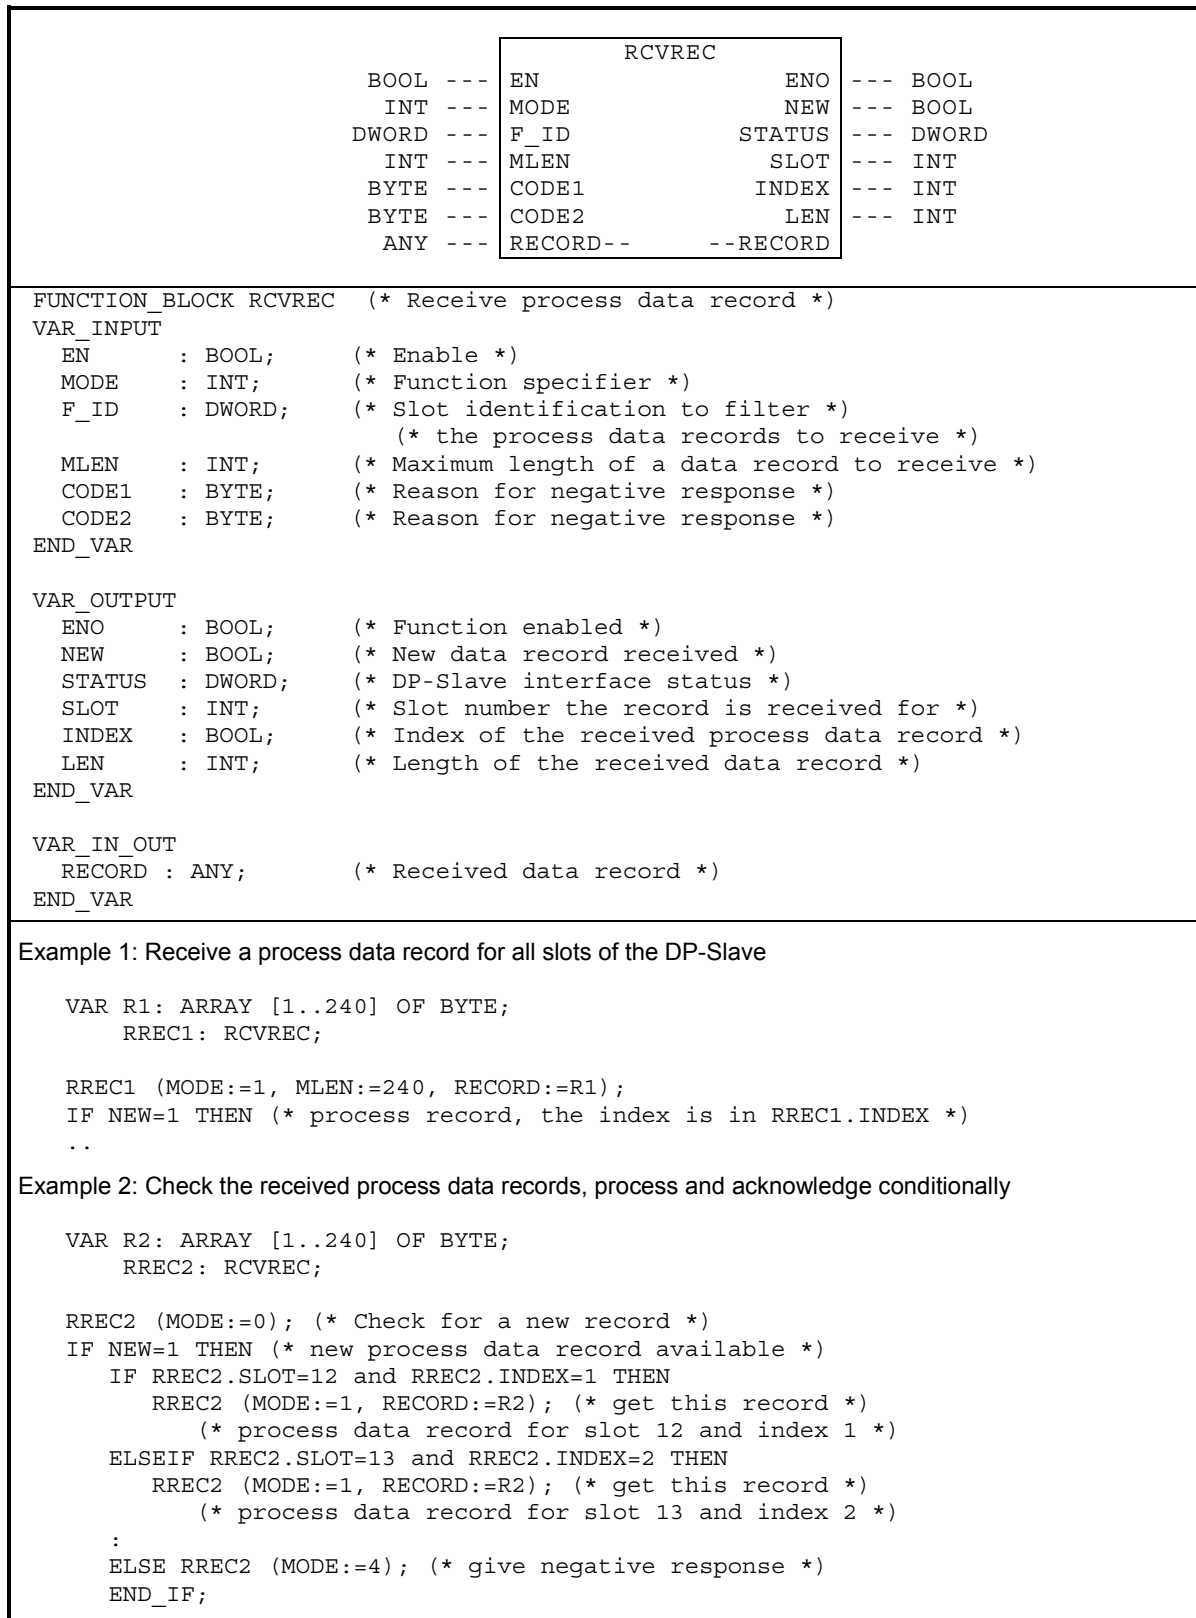 RCVREC
BOOL --- EN ENO --- BOOL
INT --- MODE NEW --- BOOL
DWORD --- F_ID STATUS --- DWORD
INT --- MLEN SLOT --- INT
BYTE --- CODE1 INDEX --- INT
BYTE --- CODE2 LEN --- INT
ANY --- RECORD-- --RECORD
FUNCTION_BLOCK RCVREC (* Receive process data record *)
VAR_INPUT
EN : BOOL; (* Enable *)
MODE : INT; (* Function specifier *)
F_ID : DWORD; (* Slot identification to filter *)
(* the process data records to receive *)
MLEN : INT; (* Maximum length of a data record to receive *)
CODE1 : BYTE; (* Reason for negative response *)
CODE2 : BYTE; (* Reason for negative response *)
END_VAR
VAR_OUTPUT
ENO : BOOL; (* Function enabled *)
NEW : BOOL; (* New data record received *)
STATUS : DWORD; (* DP-Slave interface status *)
SLOT : INT; (* Slot number the record is received for *)
INDEX : BOOL; (* Index of the received process data record *)
LEN : INT; (* Length of the received data record *)
END_VAR
VAR_IN_OUT
RECORD : ANY; (* Received data record *)
END_VAR
Example 1: Receive a process data record for all slots of the DP-Slave
VAR R1: ARRAY [1..240] OF BYTE;
RREC1: RCVREC;
RREC1 (MODE:=1, MLEN:=240, RECORD:=R1);
IF NEW=1 THEN (* process record, the index is in RREC1.INDEX *)
..
Example 2: Check the received process data records, process and acknowledge conditionally
VAR R2: ARRAY [1..240] OF BYTE;
RREC2: RCVREC;
RREC2 (MODE:=0); (* Check for a new record *)
IF NEW=1 THEN (* new process data record available *)
IF RREC2.SLOT=12 and RREC2.INDEX=1 THEN
RREC2 (MODE:=1, RECORD:=R2); (* get this record *)
(* process data record for slot 12 and index 1 *)
ELSEIF RREC2.SLOT=13 and RREC2.INDEX=2 THEN
RREC2 (MODE:=1, RECORD:=R2); (* get this record *)
(* process data record for slot 13 and index 2 *)
:
ELSE RREC2 (MODE:=4); (* give negative response *)
END_IF;